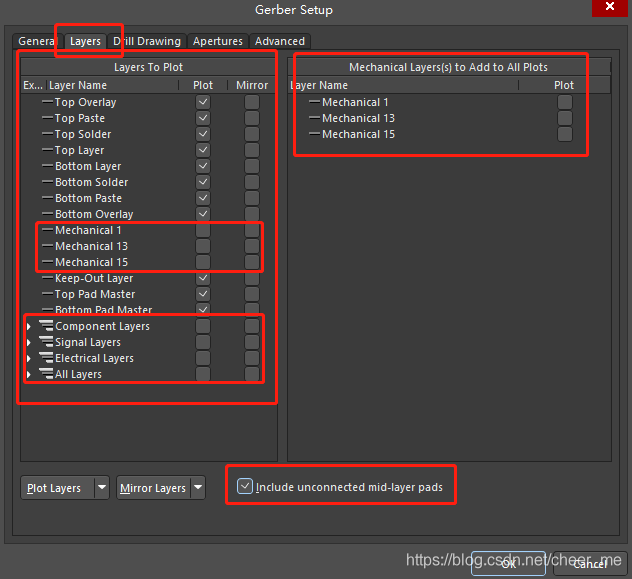 Gerber Setup
General Layers Drill Drawing Apertures Advanced
Layers To Plot
Ex... Layer Name Plot Mirror
Top Overlay
Top Paste
Top Solder
Top Layer
Bottom Layer
Bottom Solder
Bottom Paste
Bottom Overlay
Mechanical 1
Mechanical 13
Mechanical 15
Keep-Out Layer
Top Pad Master
Bottom Pad Master
Component Layers
Signal Layers
Electrical Layers
All Layers
Mechanical Layers(s) to Add to All Plots
Layer Name Plot
Mechanical 1
Mechanical 13
Mechanical 15
Plot Layers
Mirror Layers
Include unconnected mid-layer pads
OK
Cancel
https://blog.csdn.net/cheer_me